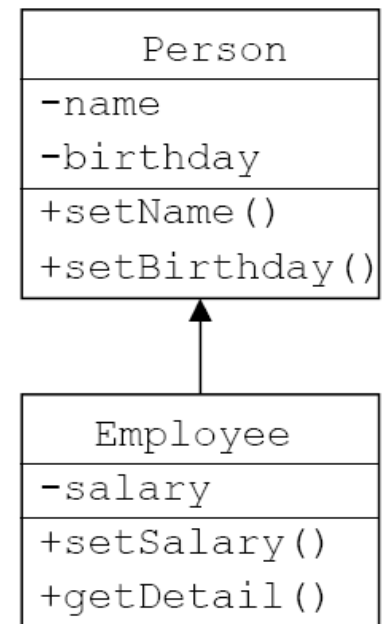 Person
-name
-birthday
+setName()
+setBirthday()
Employee
-salary
+setSalary()
+getDetail()